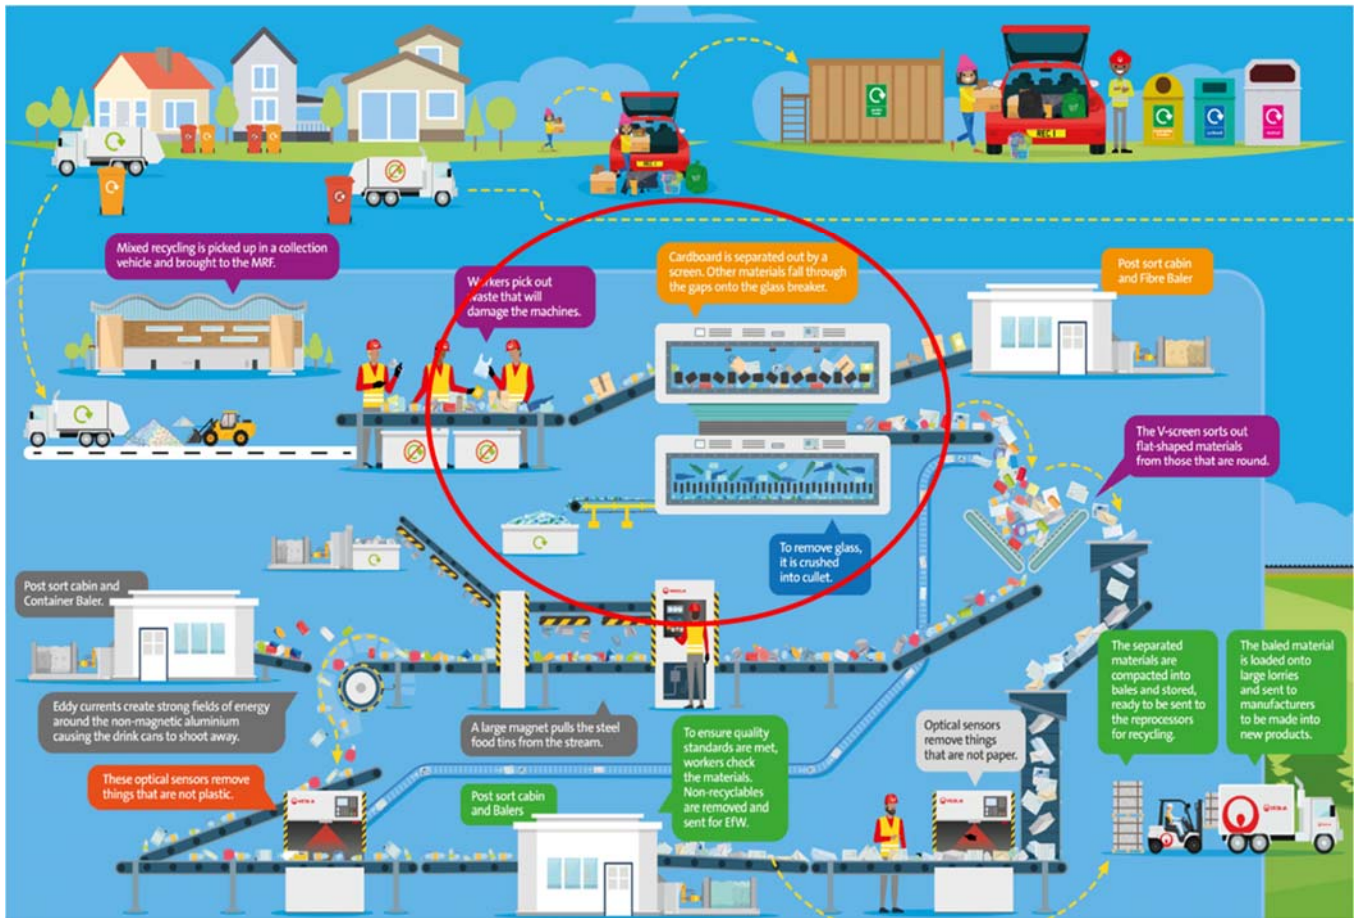 REC 1
Mixed recycling is picked up in a collection
vehicle and brought to the MRF.
Workers pick out
waste that will
damage the machines.
Cardboard is separated out by a
screen. Other materials fall through
the gaps onto the glass breaker.
Post sort cabin
and Fibre Baler
The V-screen sorts out
flat-shaped materials
from those that are round.
To remove glass,
it is crushed
into cullet.
Post sort cabin and
Container Baler.
Eddy currents create strong fields of energy
around the non-magnetic aluminium
causing the drink cans to shoot away.
A large magnet pulls the steel
food tins from the stream.
To ensure quality
standards are met,
workers check
the materials.
Non-recyclables
are removed and
sent for EfW.
Optical sensors
remove things
that are not paper.
The separated
materials are
compacted into
bales and stored,
ready to be sent to
the reprocessors
for recycling.
The baled material
is loaded onto
large lorries
and sent to
manufacturers
to be made into
new products.
These optical sensors remove
things that are not plastic.
Post sort cabin
and Balers
VEOLIA
VEOLIA
VEOLIA
VEOLIA